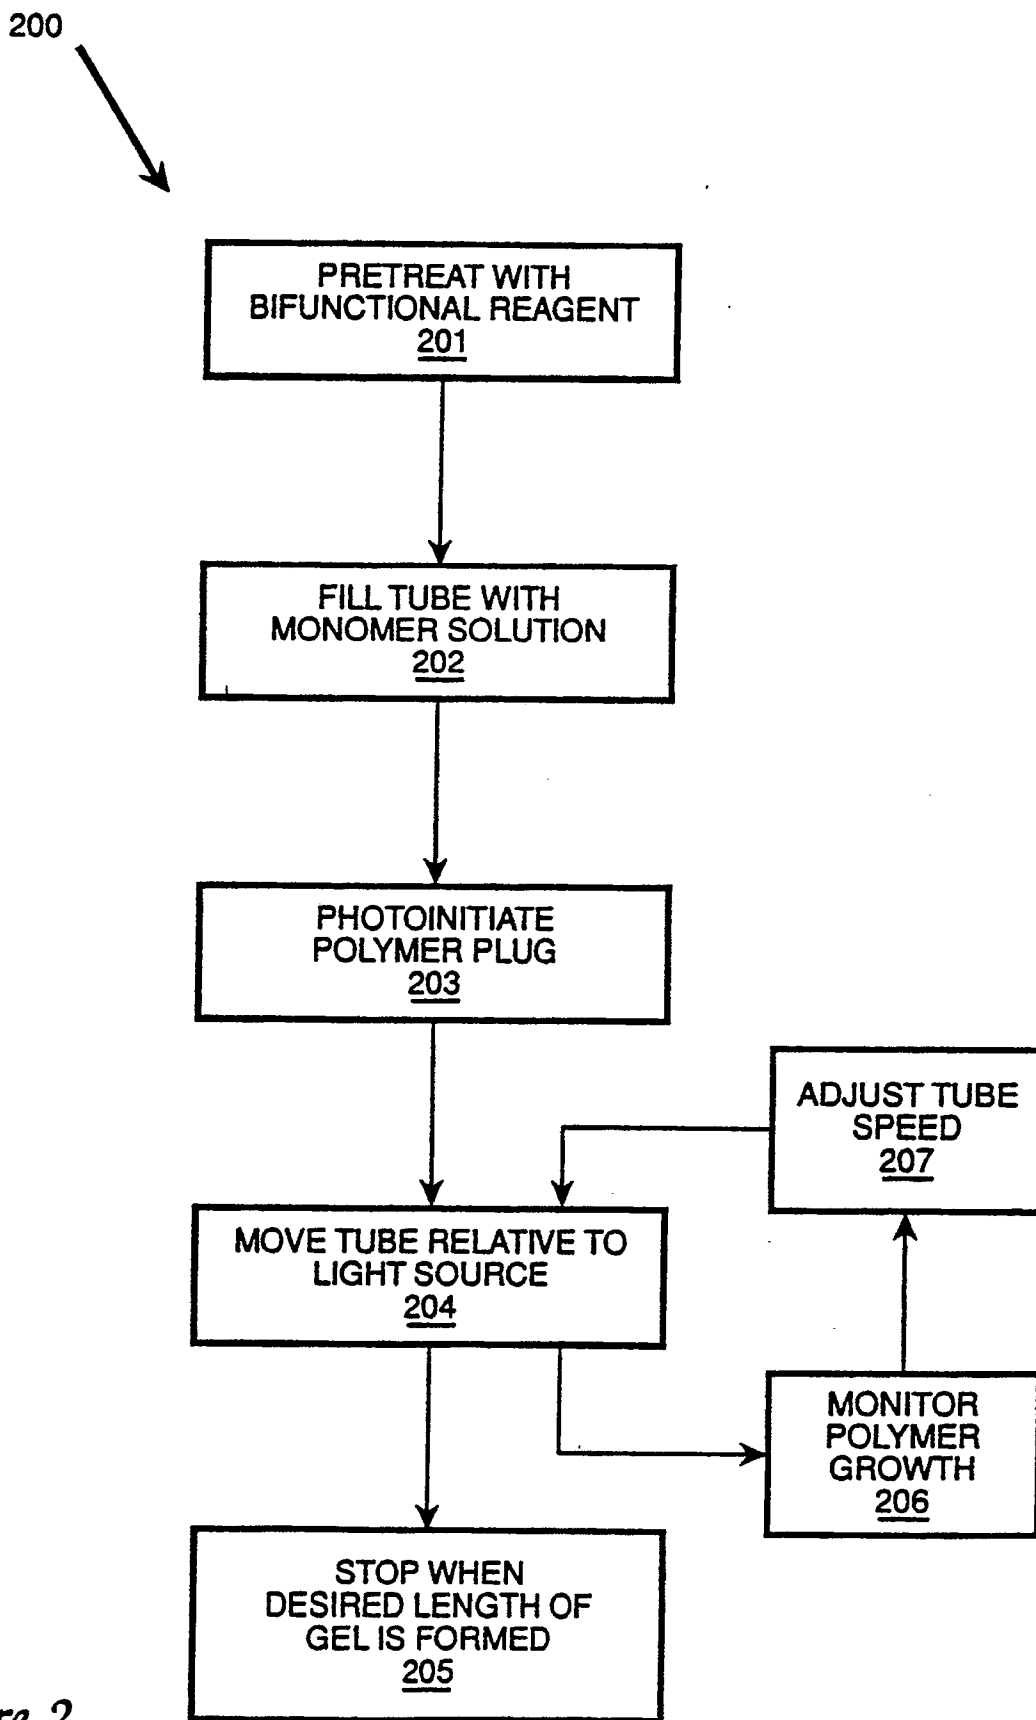 200
PRETREAT WITH
BIFUNCTIONAL REAGENT
201
FILL TUBE WITH
MONOMER SOLUTION
202
PHOTOINITIATE
POLYMER PLUG
203
ADJUST TUBE
SPEED
207
MOVE TUBE RELATIVE TO
LIGHT SOURCE
204
MONITOR
POLYMER
GROWTH
206
STOP WHEN
DESIRED LENGTH OF
GEL IS FORMED
205
2